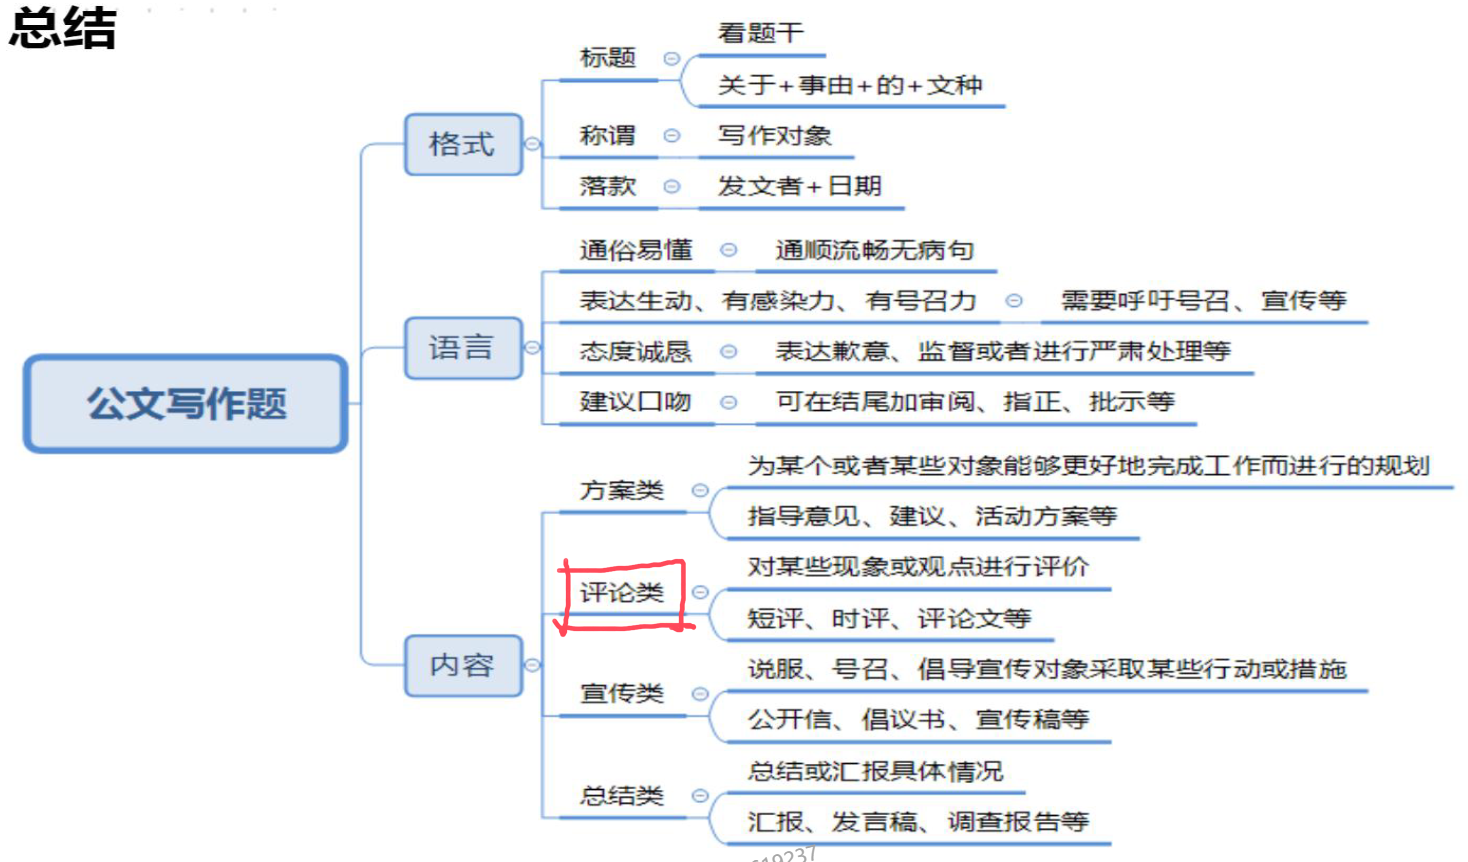 总结
公文写作题
格式
标题
看题干
关于+事由+的+文种
称谓
写作对象
落款
发文者+日期
语言
通俗易懂
通顺流畅无病句
表达生动、有感染力、有号召力
需要呼吁号召、宣传等
态度诚恳
表达歉意、监督或者进行严肃处理等
建议口吻
可在结尾加审阅、指正、批示等
内容
方案类
为某个或者某些对象能够更好地完成工作而进行的规划
指导意见、建议、活动方案等
评论类
对某些现象或观点进行评价
短评、时评、评论文等
宣传类
说服、号召、倡导宣传对象采取某些行动或措施
公开信、倡议书、宣传稿等
总结类
总结或汇报具体情况
汇报、发言稿、调查报告等